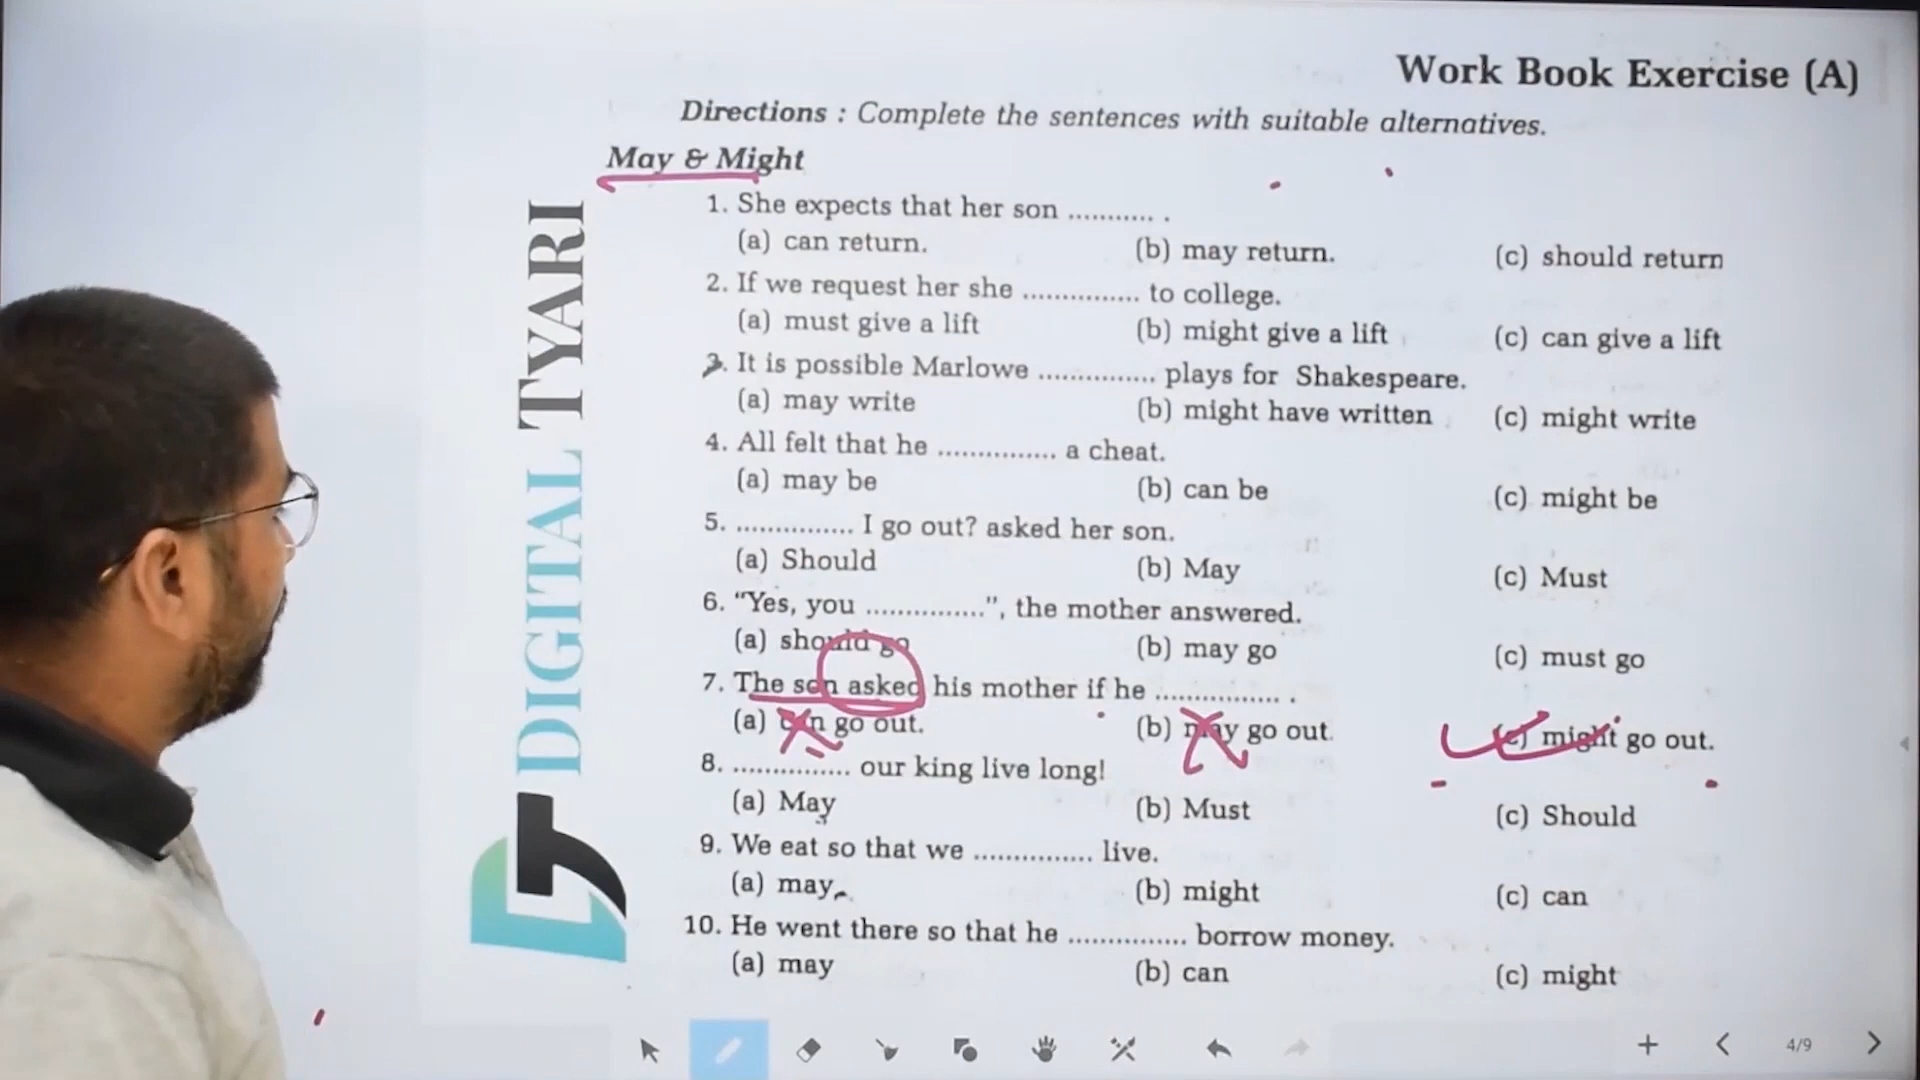 Work Book Exercise (A)
Directions : Complete the sentences with suitable alternatives.
May & Might
1. She expects that her son ............ .
(a) can return. (b) may return. (c) should return
2. If we request her she ............... to college.
(a) must give a lift (b) might give a lift (c) can give a lift
3. It is possible Marlowe ............... plays for Shakespeare.
(a) may write (b) might have written (c) might write
4. All felt that he ............... a cheat.
(a) may be (b) can be (c) might be
5. ............... I go out? asked her son.
(a) Should (b) May (c) Must
6. “Yes, you ...............”, the mother answered.
(a) should go (b) may go (c) must go
7. The son asked his mother if he ................ .
(a) can go out. (b) may go out. (c) might go out.
8. ............... our king live long!
(a) May (b) Must (c) Should
9. We eat so that we ............... live.
(a) may (b) might (c) can
10. He went there so that he ............... borrow money.
(a) may (b) can (c) might
DIGITAL TYARI
4/9